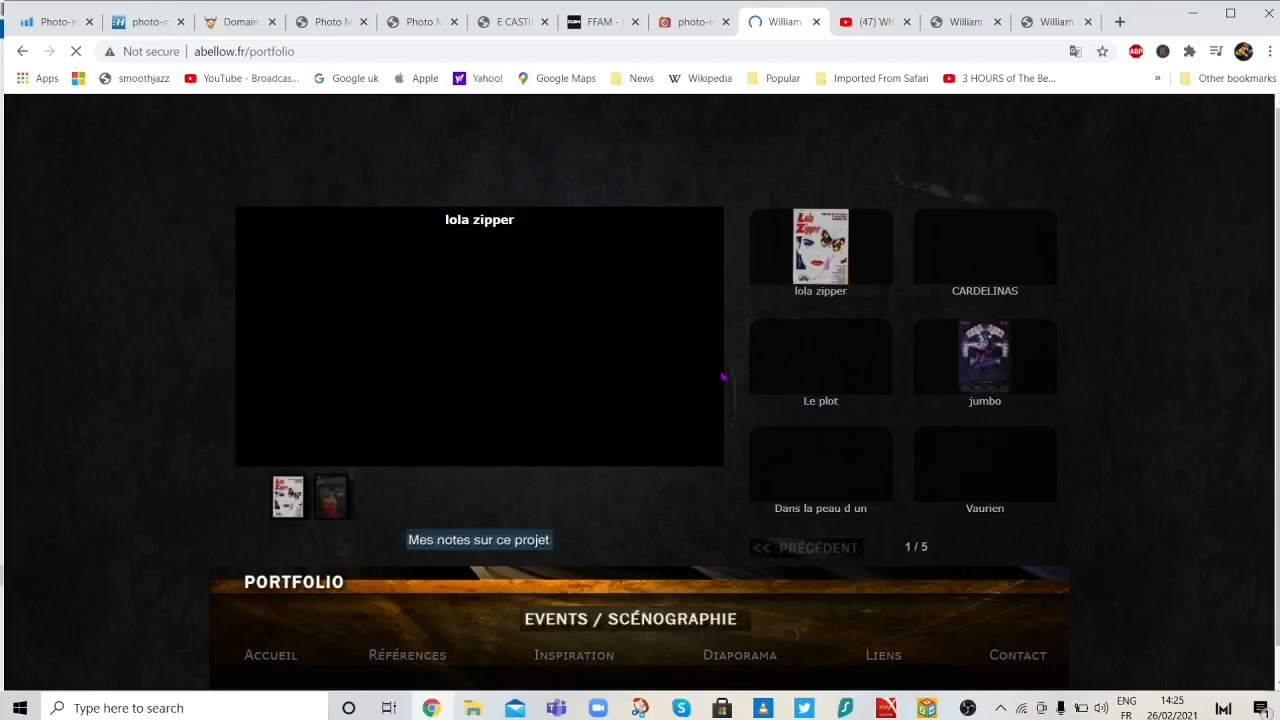 Photo-m
photo-m
Domain
Photo M
Photo M
E CASTL
FFAM -
photo-m
William
(47) Wh
William
William
Not secure
abellow.fr/portfolio
Apps
smoothjazz
YouTube - Broadcas...
Google uk
Apple
Yahoo!
Google Maps
News
Wikipedia
Popular
Imported From Safari
3 HOURS of The Be...
»
Other bookmarks
lola zipper
Lola Zipper
lola zipper
CARDELINAS
Le plot
jumbo
Dans la peau d un
Vaurien
Mes notes sur ce projet
<< PRÉCÉDENT
1 / 5
PORTFOLIO
EVENTS / SCÉNOGRAPHIE
ACCUEIL
RÉFÉRENCES
INSPIRATION
DIAPORAMA
LIENS
CONTACT
Type here to search
ENG
FR
14:25
26/02/2021